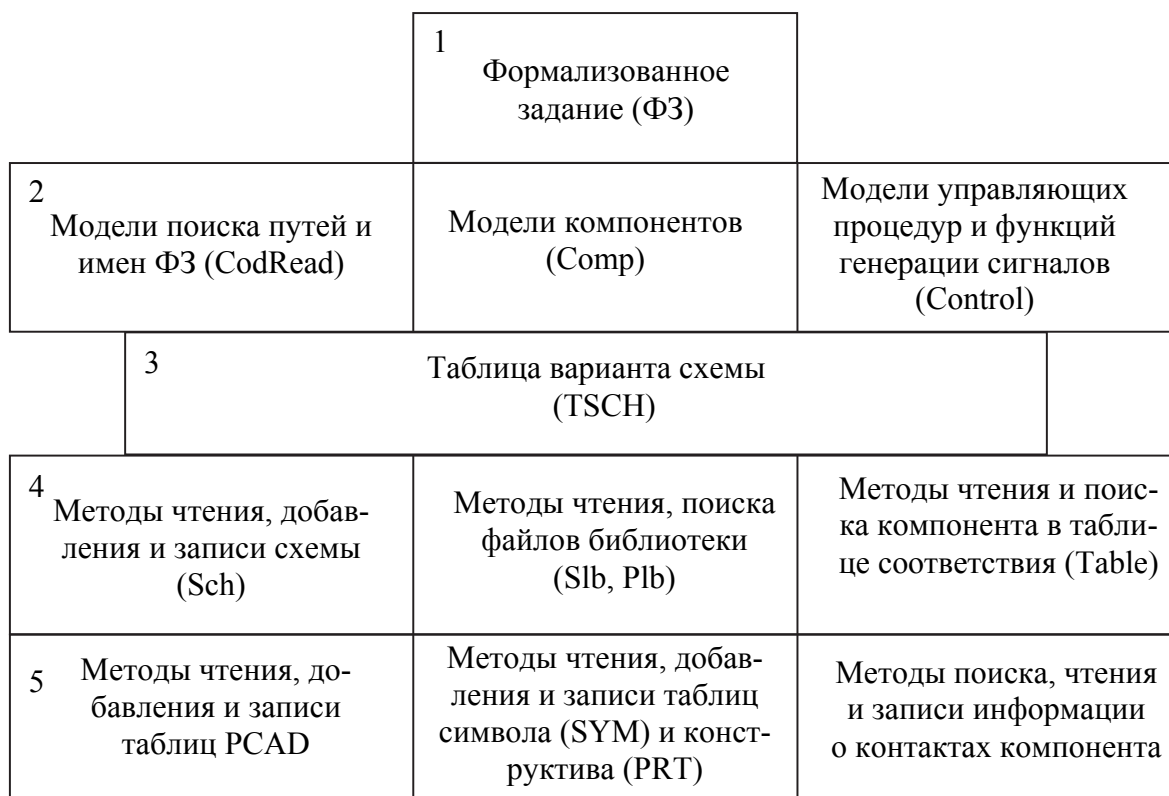 1
Формализованное
задание (ФЗ)
2
Модели поиска путей и
имен ФЗ (CodRead)
Модели компонентов
(Comp)
Модели управляющих
процедур и функций
генерации сигналов
(Control)
3
Таблица варианта схемы
(TSCH)
4
Методы чтения, добав-
ления и записи схемы
(Sch)
Методы чтения, поиска
файлов библиотеки
(Slb, Plb)
Методы чтения и поис-
ка компонента в табли-
це соответствия (Table)
5
Методы чтения, до-
бавления и записи
таблиц PCAD
Методы чтения, добав-
ления и записи таблиц
символа (SYM) и конст-
руктива (PRT)
Методы поиска, чтения
и записи информации
о контактах компонента